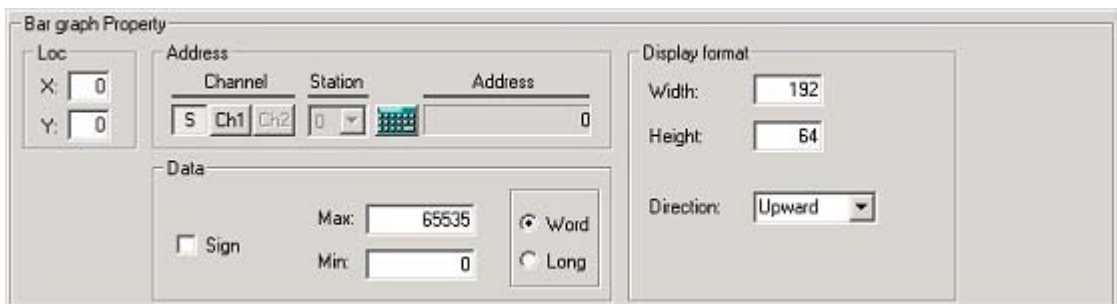 Bar graph Property
Loc
X: 0
Y: 0
Address
Channel Station Address
S Ch1 Ch2 0 0
Data
Sign
Max: 65535
Min: 0
Word
Long
Display format
Width: 192
Height: 64
Direction: Upward